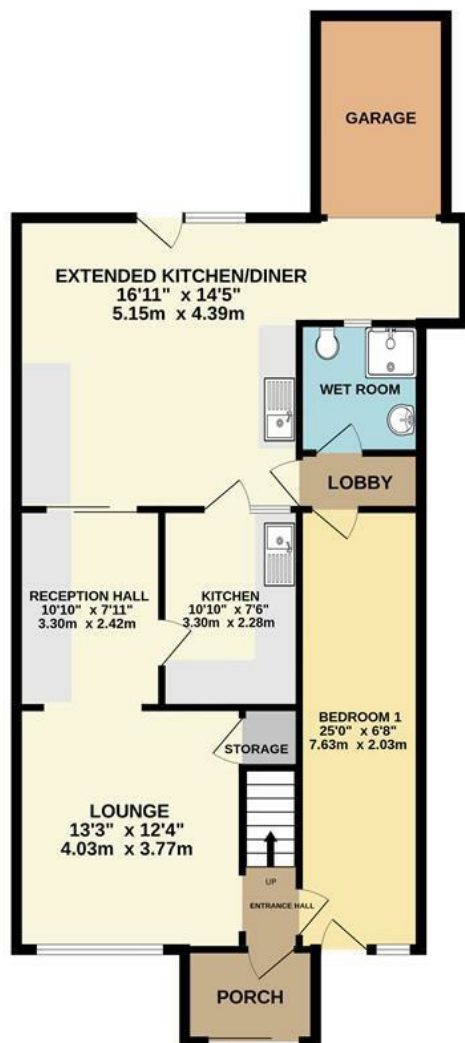 GARAGE
EXTENDED KITCHEN/DINER
16'11" x 14'5"
5.15m x 4.39m
WET ROOM
LOBBY
RECEPTION HALL
10'10" x 7'11"
3.30m x 2.42m
KITCHEN
10'10" x 7'6"
3.30m x 2.28m
BEDROOM 1
25'0" x 6'8"
7.63m x 2.03m
STORAGE
LOUNGE
13'3" x 12'4"
4.03m x 3.77m
UP
ENTRANCE HALL
PORCH